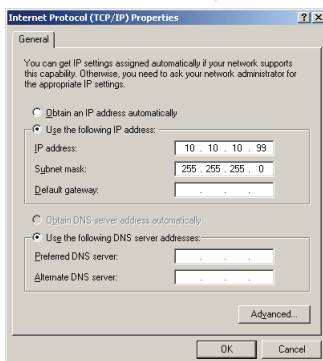 Internet Protocol (TCP/IP) Properties
General
You can get IP settings assigned automatically if your network supports
this capability. Otherwise, you need to ask your network administrator for
the appropriate IP settings.
Obtain an IP address automatically
Use the following IP address:
IP address: 10 . 10 . 10 . 99
Subnet mask: 255 . 255 . 255 . 0
Default gateway: . . .
Obtain DNS server address automatically
Use the following DNS server addresses:
Preferred DNS server: . . .
Alternate DNS server: . . .
Advanced...
OK Cancel